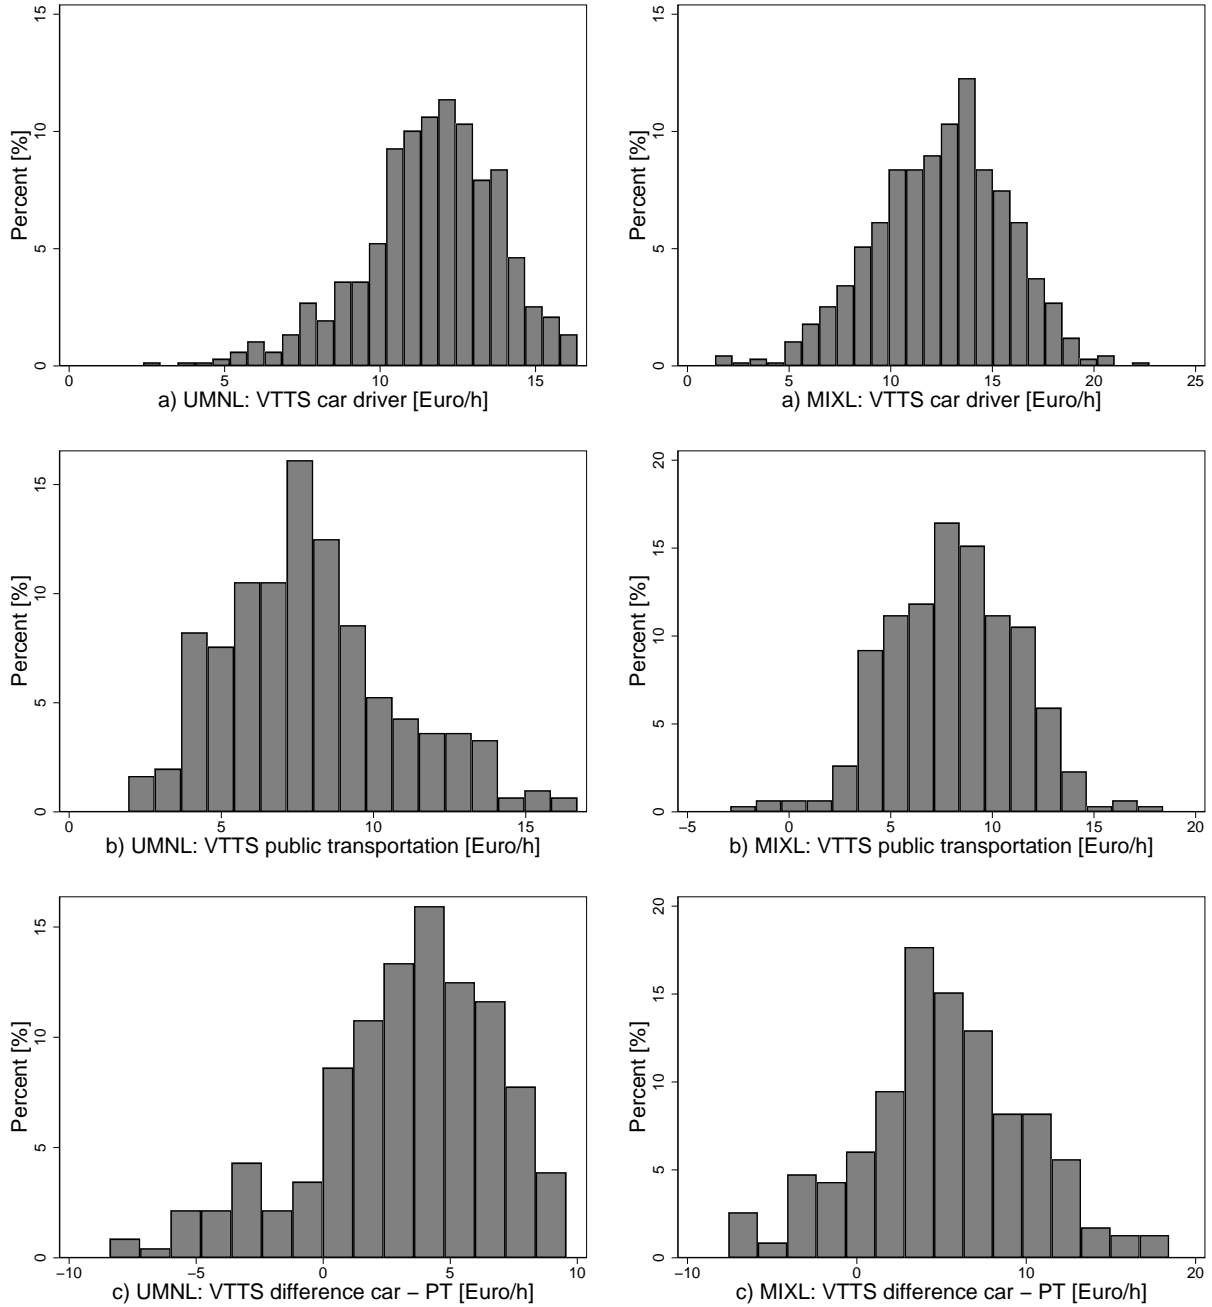 15
10
5
0
Percent [%]
0 5 10 15
a) UMNL: VTTS car driver [Euro/h]
15
10
5
0
Percent [%]
0 5 10 15 20 25
a) MIXL: VTTS car driver [Euro/h]
15
10
5
0
Percent [%]
0 5 10 15
b) UMNL: VTTS public transportation [Euro/h]
20
15
10
5
0
Percent [%]
−5 0 5 10 15 20
b) MIXL: VTTS public transportation [Euro/h]
15
10
5
0
Percent [%]
−10 −5 0 5 10
c) UMNL: VTTS difference car − PT [Euro/h]
20
15
10
5
0
Percent [%]
−10 0 10 20
c) MIXL: VTTS difference car − PT [Euro/h]